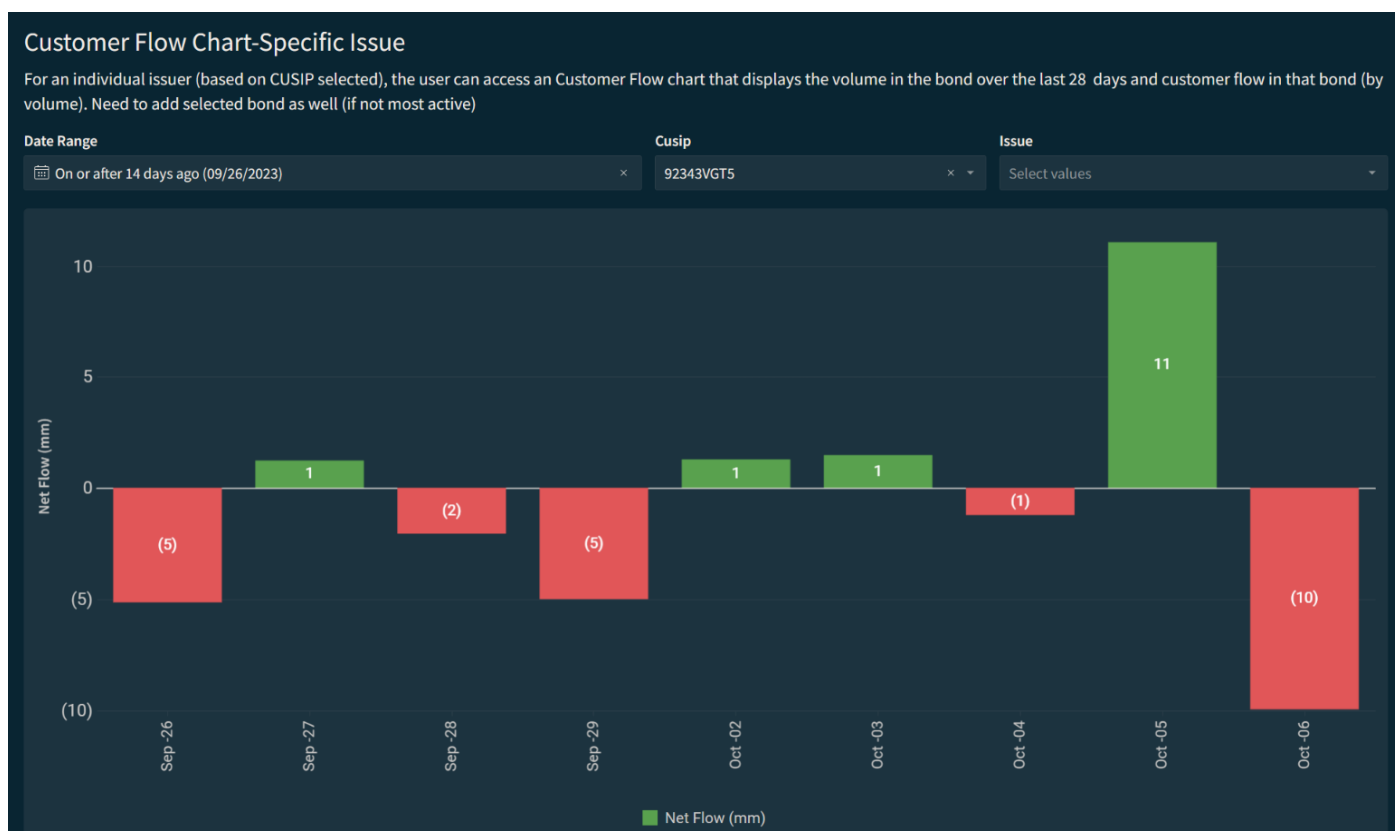 Customer Flow Chart-Specific Issue
For an individual issuer (based on CUSIP selected), the user can access an Customer Flow chart that displays the volume in the bond over the last 28 days and customer flow in that bond (by
volume). Need to add selected bond as well (if not most active)
Date Range
Cusip
Issue
On or after 14 days ago (09/26/2023)
×
92343VGT5
×
Select values
10
5
0
(5)
(10)
Net Flow (mm)
(5)
1
(2)
(5)
1
1
(1)
11
(10)
Sep -26
Sep -27
Sep -28
Sep -29
Oct -02
Oct -03
Oct -04
Oct -05
Oct -06
Net Flow (mm)